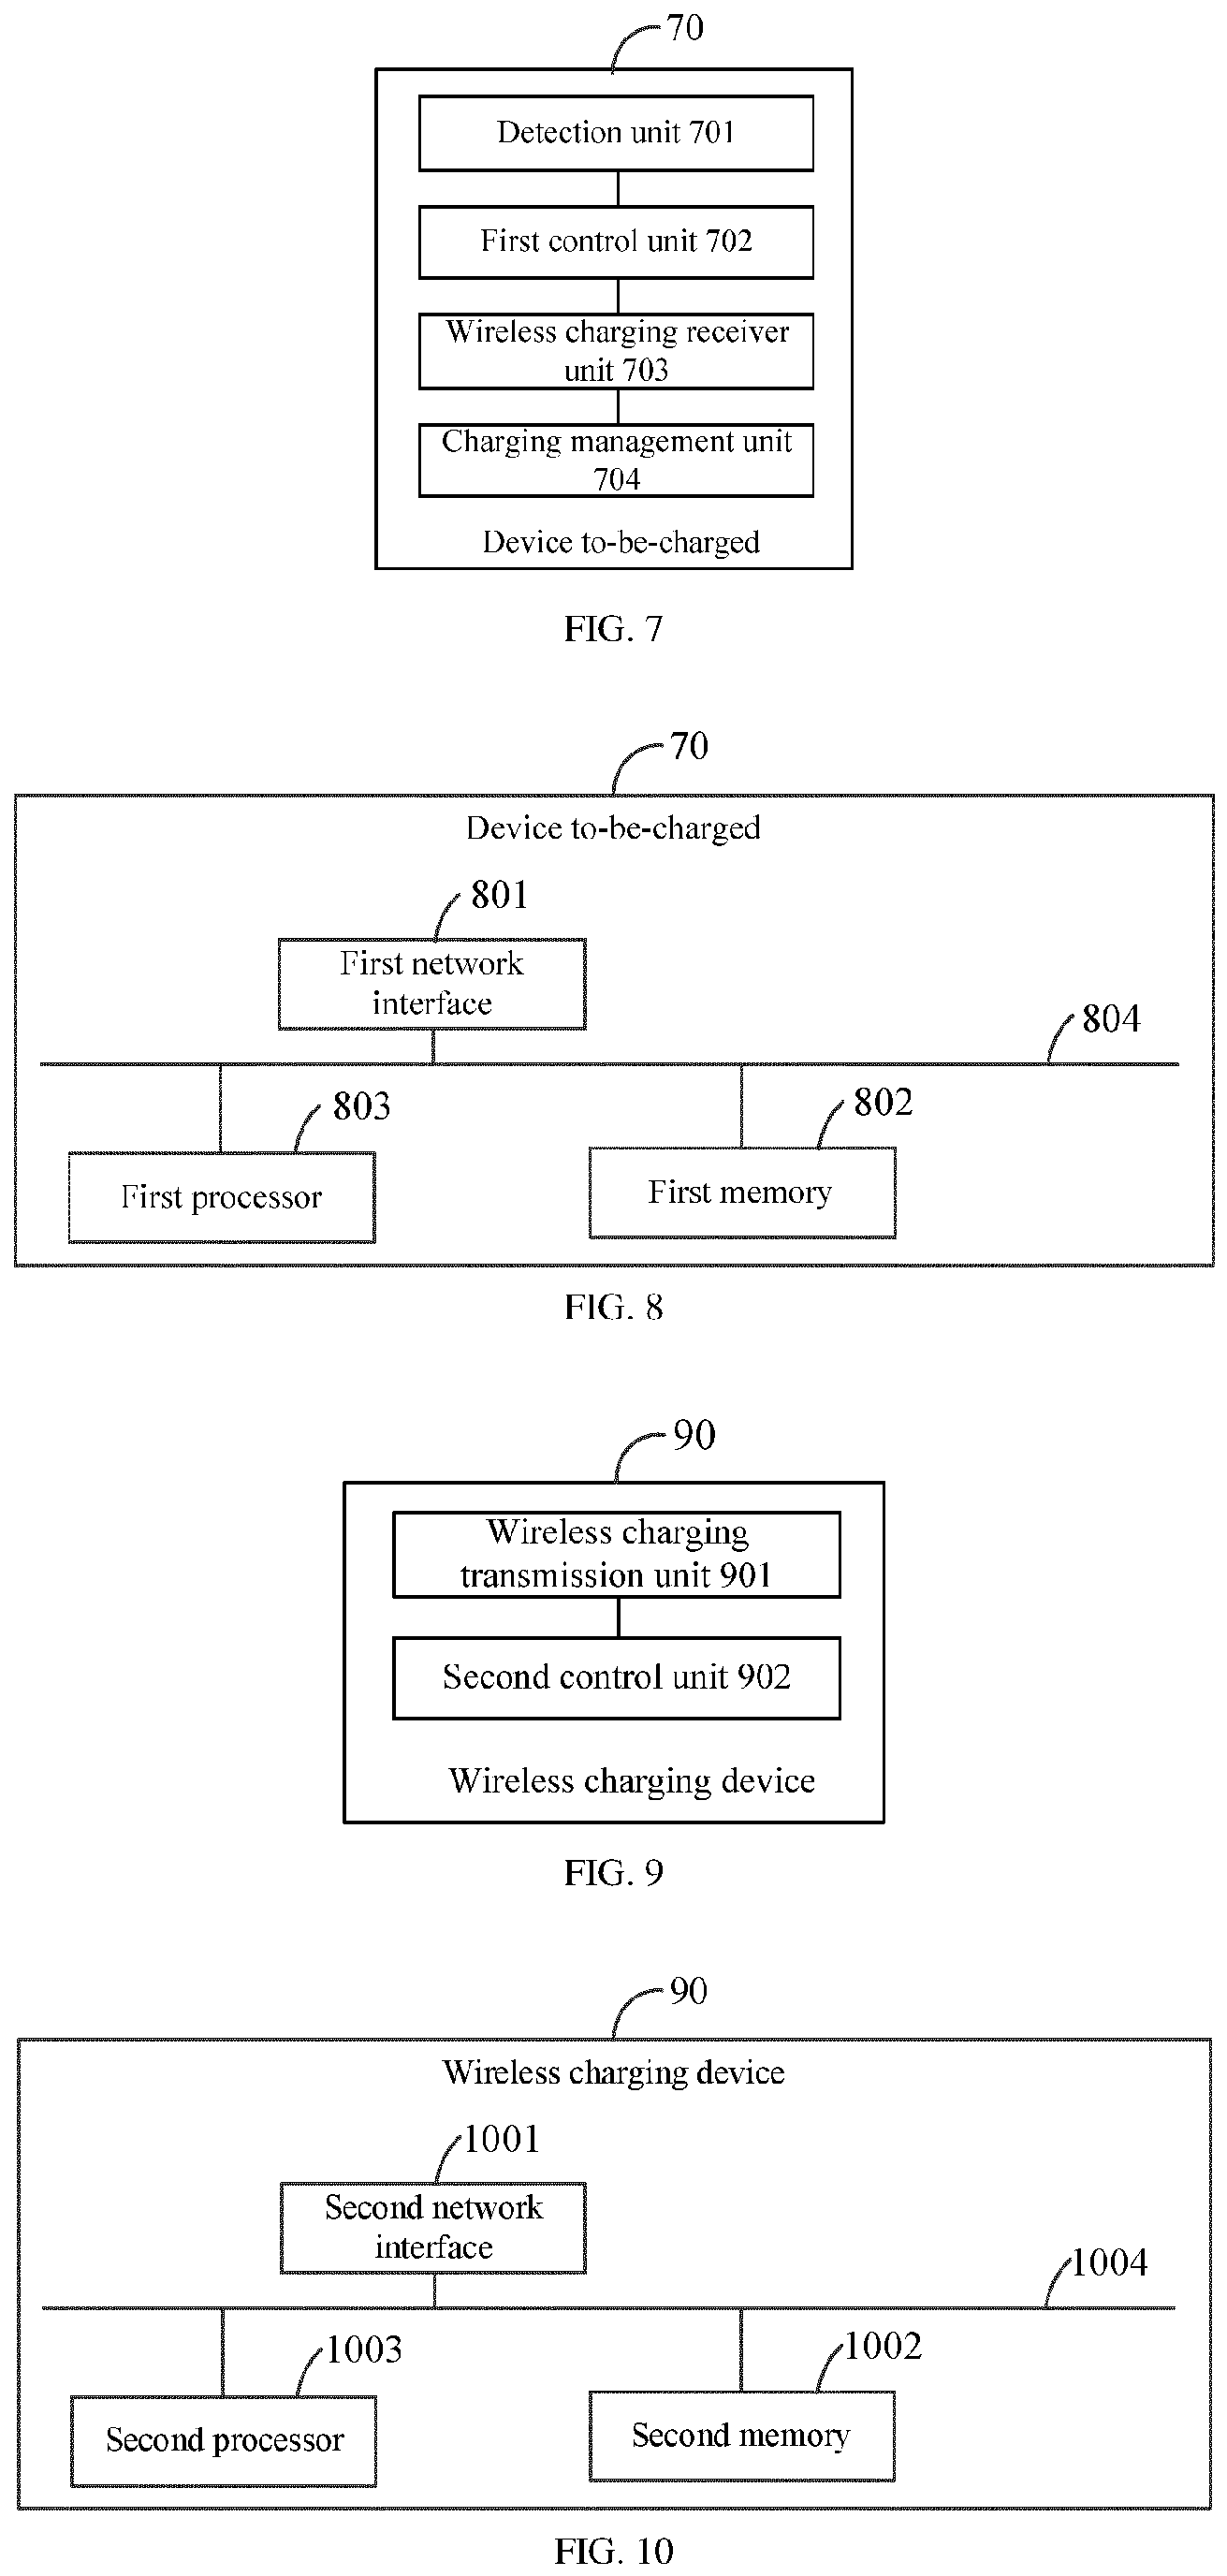 70
Detection unit 701
First control unit 702
Wireless charging receiver
unit 703
Charging management unit
704
Device to-be-charged
FIG. 7
70
Device to-be-charged
801
First network
interface
804
803
802
First processor
First memory
FIG. 8
90
Wireless charging
transmission unit 901
Second control unit 902
Wireless charging device
FIG. 9
90
Wireless charging device
1001
Second network
interface
1004
1003
1002
Second processor
Second memory
FIG. 10